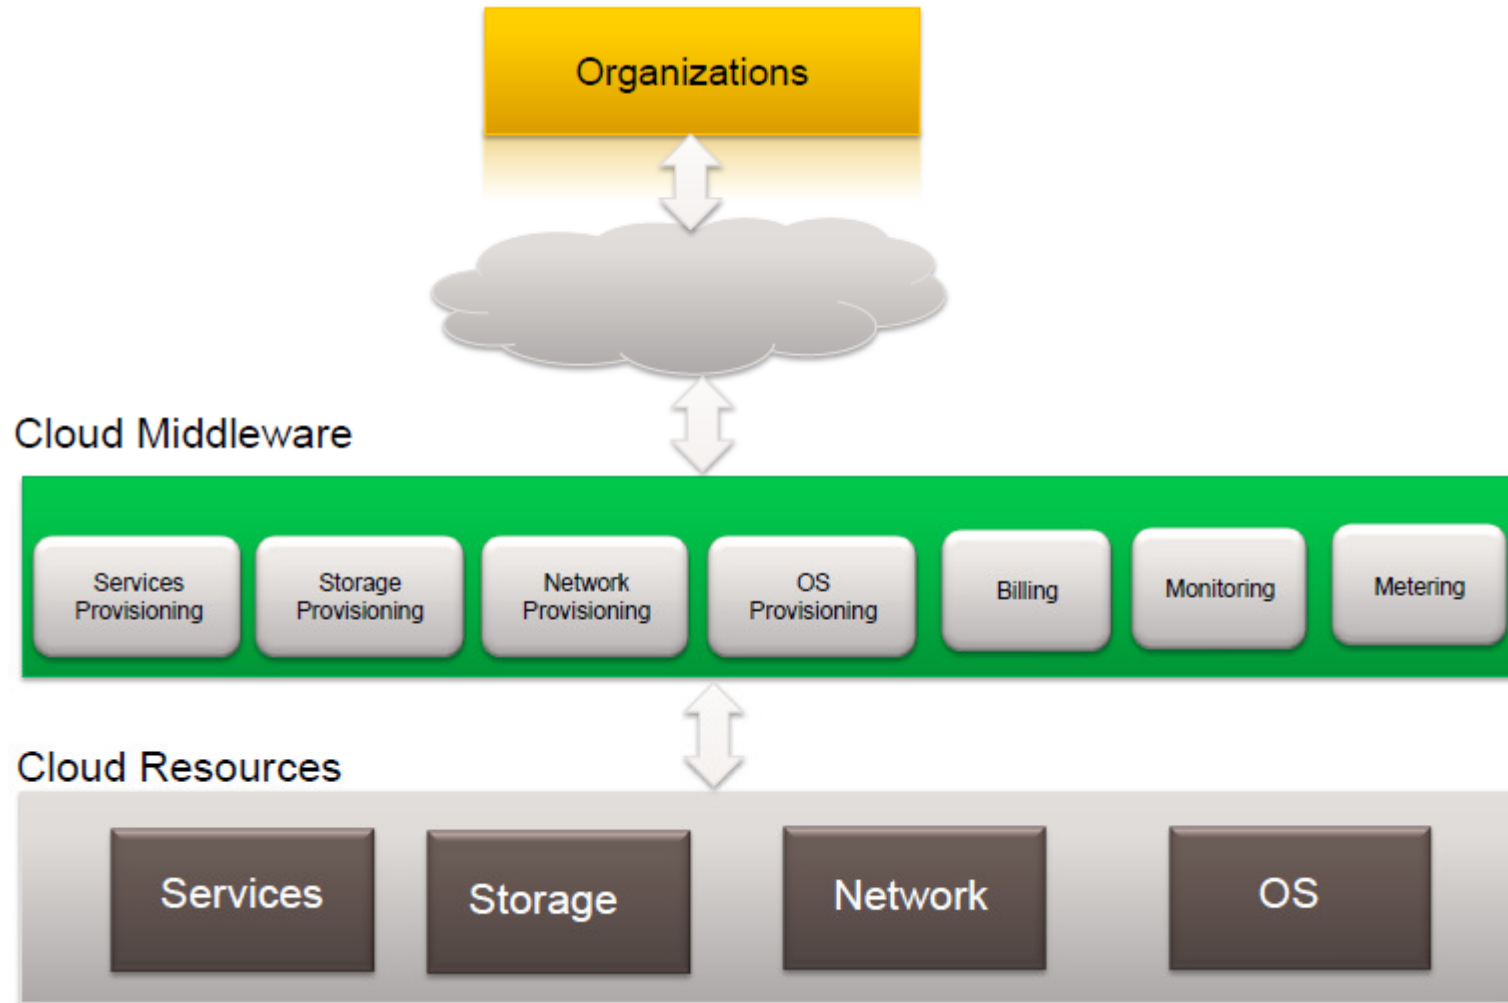 Organizations
Cloud Middleware
Services
Provisioning
Storage
Provisioning
Network
Provisioning
OS
Provisioning
Billing
Monitoring
Metering
Cloud Resources
Services
Storage
Network
OS